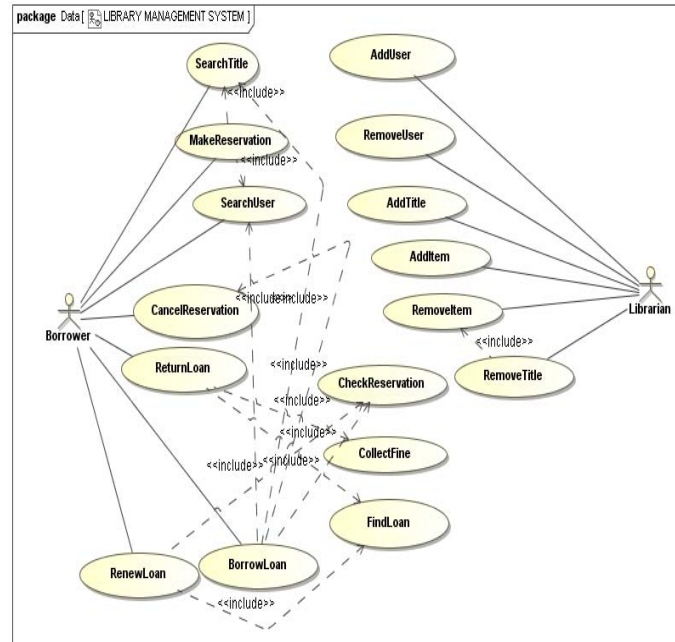 package Data [ LIBRARY MANAGEMENT SYSTEM ]
SearchTitle
AddUser
<<include>>
MakeReservation
RemoveUser
<<include>>
SearchUser
AddTitle
AddItem
CancelReservation
<<include>>
<<include>>
RemoveItem
Borrower
Librarian
<<include>>
ReturnLoan
<<include>>
CheckReservation
RemoveTitle
<<include>>
<<include>>
CollectFine
<<include>>
<<include>>
FindLoan
RenewLoan
BorrowLoan
<<include>>